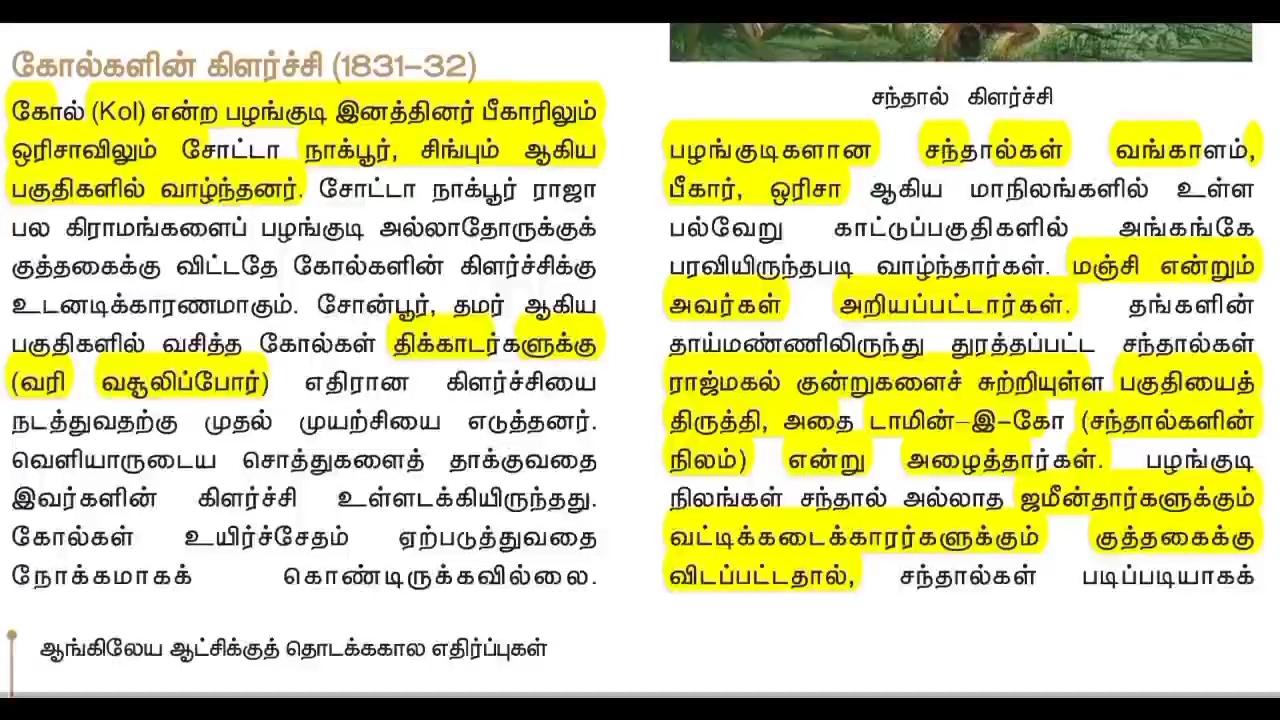 கோல்களின் கிளர்ச்சி (1831–32)
கோல் (Kol) என்ற பழங்குடி இனத்தினர் பீகாரிலும்
ஒரிசாவிலும் சோட்டா நாக்பூர், சிங்பும் ஆகிய
பகுதிகளில் வாழ்ந்தனர். சோட்டா நாக்பூர் ராஜா
பல கிராமங்களைப் பழங்குடி அல்லாதோருக்குக்
குத்தகைக்கு விட்டதே கோல்களின் கிளர்ச்சிக்கு
உடனடிக்காரணமாகும். சோன்பூர், தமர் ஆகிய
பகுதிகளில் வசித்த கோல்கள் திக்காடர்களுக்கு
(வரி வசூலிப்போர்) எதிரான கிளர்ச்சியை
நடத்துவதற்கு முதல் முயற்சியை எடுத்தனர்.
வெளியாருடைய சொத்துகளைத் தாக்குவதை
இவர்களின் கிளர்ச்சி உள்ளடக்கியிருந்தது.
கோல்கள் உயிர்ச்சேதம் ஏற்படுத்துவதை
நோக்கமாகக் கொண்டிருக்கவில்லை.
சந்தால் கிளர்ச்சி
பழங்குடிகளான சந்தால்கள் வங்காளம்,
பீகார், ஒரிசா ஆகிய மாநிலங்களில் உள்ள
பல்வேறு காட்டுப்பகுதிகளில் அங்கங்கே
பரவியிருந்தபடி வாழ்ந்தார்கள். மஞ்சி என்றும்
அவர்கள் அறியப்பட்டார்கள். தங்களின்
தாய்மண்ணிலிருந்து துரத்தப்பட்ட சந்தால்கள்
ராஜ்மகல் குன்றுகளைச் சுற்றியுள்ள பகுதியைத்
திருத்தி, அதை டாமின்–இ–கோ (சந்தால்களின்
நிலம்) என்று அழைத்தார்கள். பழங்குடி
நிலங்கள் சந்தால் அல்லாத ஜமீன்தார்களுக்கும்
வட்டிக்கடைக்காரர்களுக்கும் குத்தகைக்கு
விடப்பட்டதால், சந்தால்கள் படிப்படியாகக்
ஆங்கிலேய ஆட்சிக்குத் தொடக்ககால எதிர்ப்புகள்